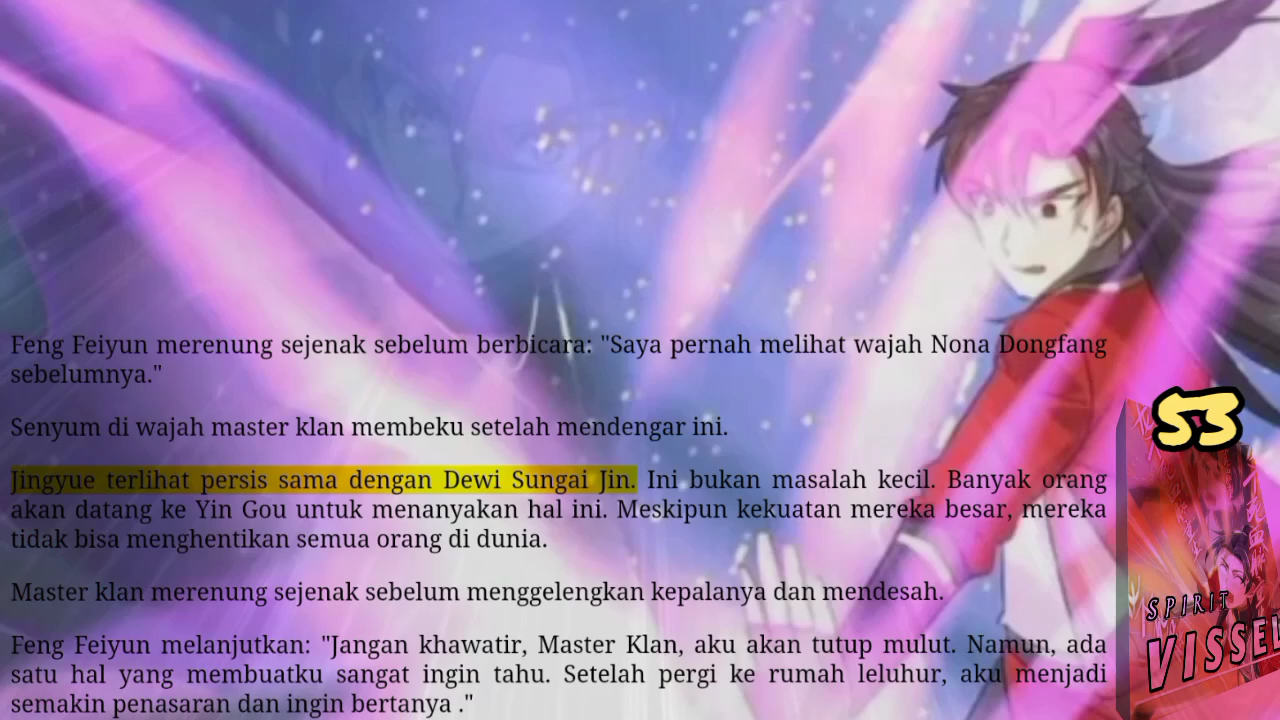 Feng Feiyun merenung sejenak sebelum berbicara: "Saya pernah melihat wajah Nona Dongfang
sebelumnya."
Senyum di wajah master klan membeku setelah mendengar ini.
Jingyue terlihat persis sama dengan Dewi Sungai Jin. Ini bukan masalah kecil. Banyak orang
akan datang ke Yin Gou untuk menanyakan hal ini. Meskipun kekuatan mereka besar, mereka
tidak bisa menghentikan semua orang di dunia.
Master klan merenung sejenak sebelum menggelengkan kepalanya dan mendesah.
Feng Feiyun melanjutkan: "Jangan khawatir, Master Klan, aku akan tutup mulut. Namun, ada
satu hal yang membuatku sangat ingin tahu. Setelah pergi ke rumah leluhur, aku menjadi
semakin penasaran dan ingin bertanya ."
53
SPIRIT
VISSEL